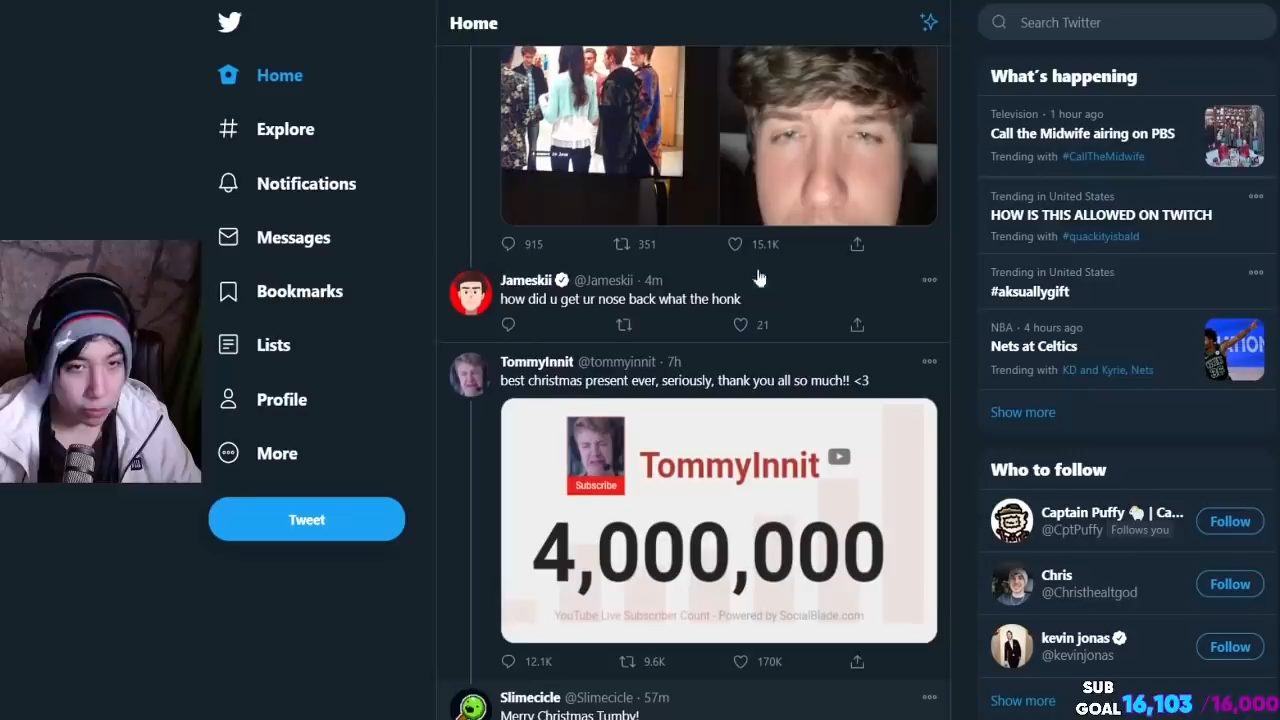 Home
Explore
Notifications
Messages
Bookmarks
Lists
Profile
More
Tweet
Home
915 351 15.1K
Jameskii @Jameskii · 4m
how did u get ur nose back what the honk
21
TommyInnit @tommyinnit · 7h
best christmas present ever, seriously, thank you all so much!! <3
Subscribe
TommyInnit
4,000,000
YouTube Live Subscriber Count - Powered by SocialBlade.com
12.1K 9.6K 170K
Slimecicle @Slimecicle · 57m
Merry Christmas Tumby!
Search Twitter
What's happening
Television · 1 hour ago
Call the Midwife airing on PBS
Trending with #CallTheMidwife
Trending in United States
HOW IS THIS ALLOWED ON TWITCH
Trending with #quackityisbald
Trending in United States
#aksuallygift
NBA · 4 hours ago
Nets at Celtics
Trending with KD and Kyrie, Nets
Show more
Who to follow
Captain Puffy | Ca...
@CptPuffy Follows you
Follow
Chris
@Christhealtgod
Follow
kevin jonas
@kevinjonas
Follow
Show more
SUB
GOAL 16,103 /16,000